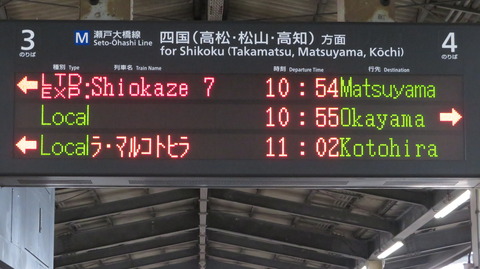 3 のりば M 瀬戸大橋線 Seto-Ōhashi Line 四国(高松・松山・高知)方面 for Shikoku (Takamatsu, Matsuyama, Kōchi) 4 のりば
種別 Type 列車名 Train Name 時刻 Departure Time 行先 Destination
← LTD. EXP. Shiokaze 7 10:54 Matsuyama
Local 10:55 Okayama →
← Local ラ・マルコトヒラ 11:02 Kotohira